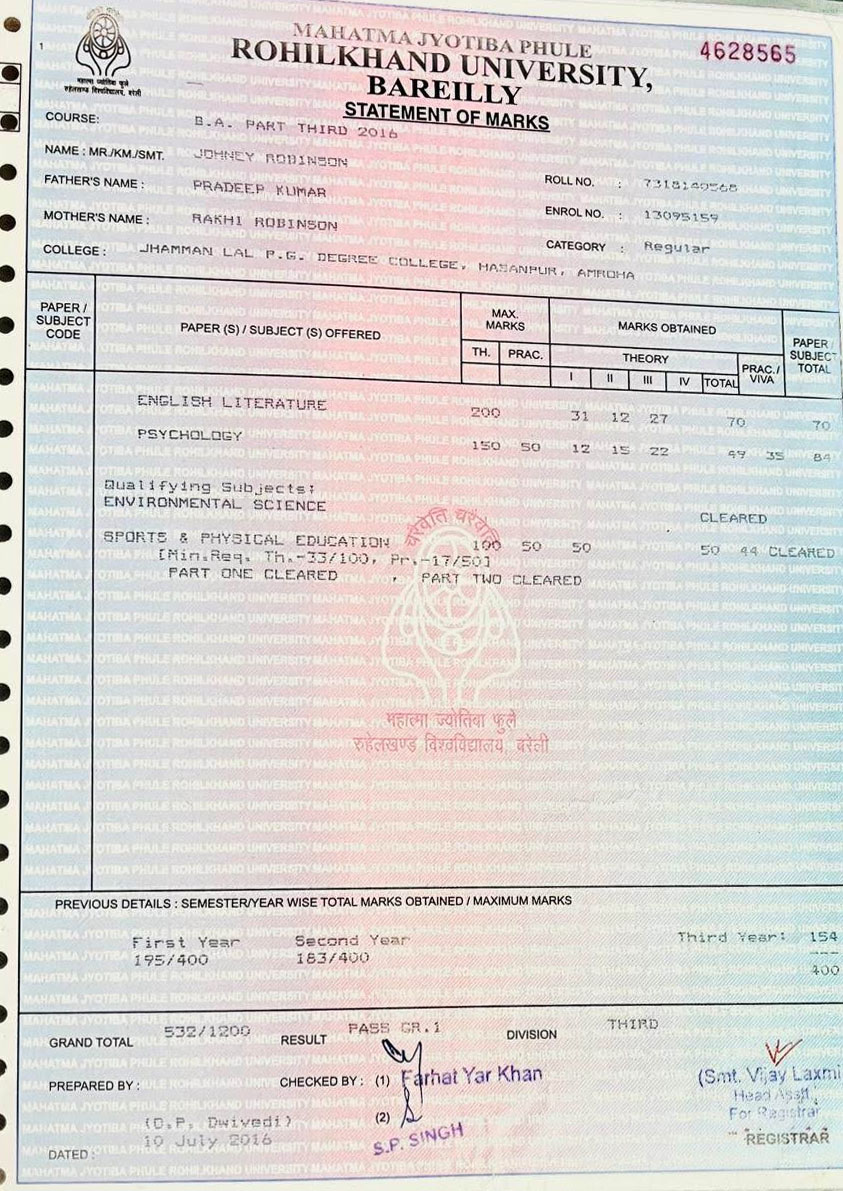 MAHATMA JYOTIBA PHULE
ROHILKHAND UNIVERSITY,
BAREILLY
STATEMENT OF MARKS
4628565
1
महात्मा ज्योतिबा फुले
रुहेलखण्ड विश्वविद्यालय, बरेली
COURSE: B.A. PART THIRD 2016
NAME : MR./KM./SMT. JOHNEY ROBINSON
FATHER'S NAME : PRADEEP KUMAR
ROLL NO. : 7318140568
MOTHER'S NAME : RAKHI ROBINSON
ENROL NO. : 13095159
CATEGORY : Regular
COLLEGE : JHAMMAN LAL P.G. DEGREE COLLEGE, HASANPUR, AMROHA
PAPER / SUBJECT CODE
PAPER (S) / SUBJECT (S) OFFERED
MAX. MARKS
MARKS OBTAINED
PAPER / SUBJECT TOTAL
TH. PRAC. THEORY PRAC./ VIVA
I II III IV TOTAL
ENGLISH LITERATURE 200 31 12 27 70 70
PSYCHOLOGY 150 50 12 15 22 49 35 84
Qualifying Subjects:
ENVIRONMENTAL SCIENCE CLEARED
SPORTS & PHYSICAL EDUCATION 100 50 50 50 44 CLEARED
[Min.Req. Th.-33/100, Pr.-17/50]
PART ONE CLEARED , PART TWO CLEARED
चरैवेति चरैवेति
महात्मा ज्योतिबा फुले
रुहेलखण्ड विश्वविद्यालय, बरेली
PREVIOUS DETAILS : SEMESTER/YEAR WISE TOTAL MARKS OBTAINED / MAXIMUM MARKS
First Year Second Year Third Year: 154
195/400 183/400 ---
400
GRAND TOTAL 532/1200 RESULT PASS GR.1 DIVISION THIRD
PREPARED BY : CHECKED BY : (1) Farhat Yar Khan
(Smt. Vijay Laxmi
Head Asstt.
For Registrar
(D.P. Dwivedi) (2)
S.P. SINGH
REGISTRAR
DATED : 10 July 2016